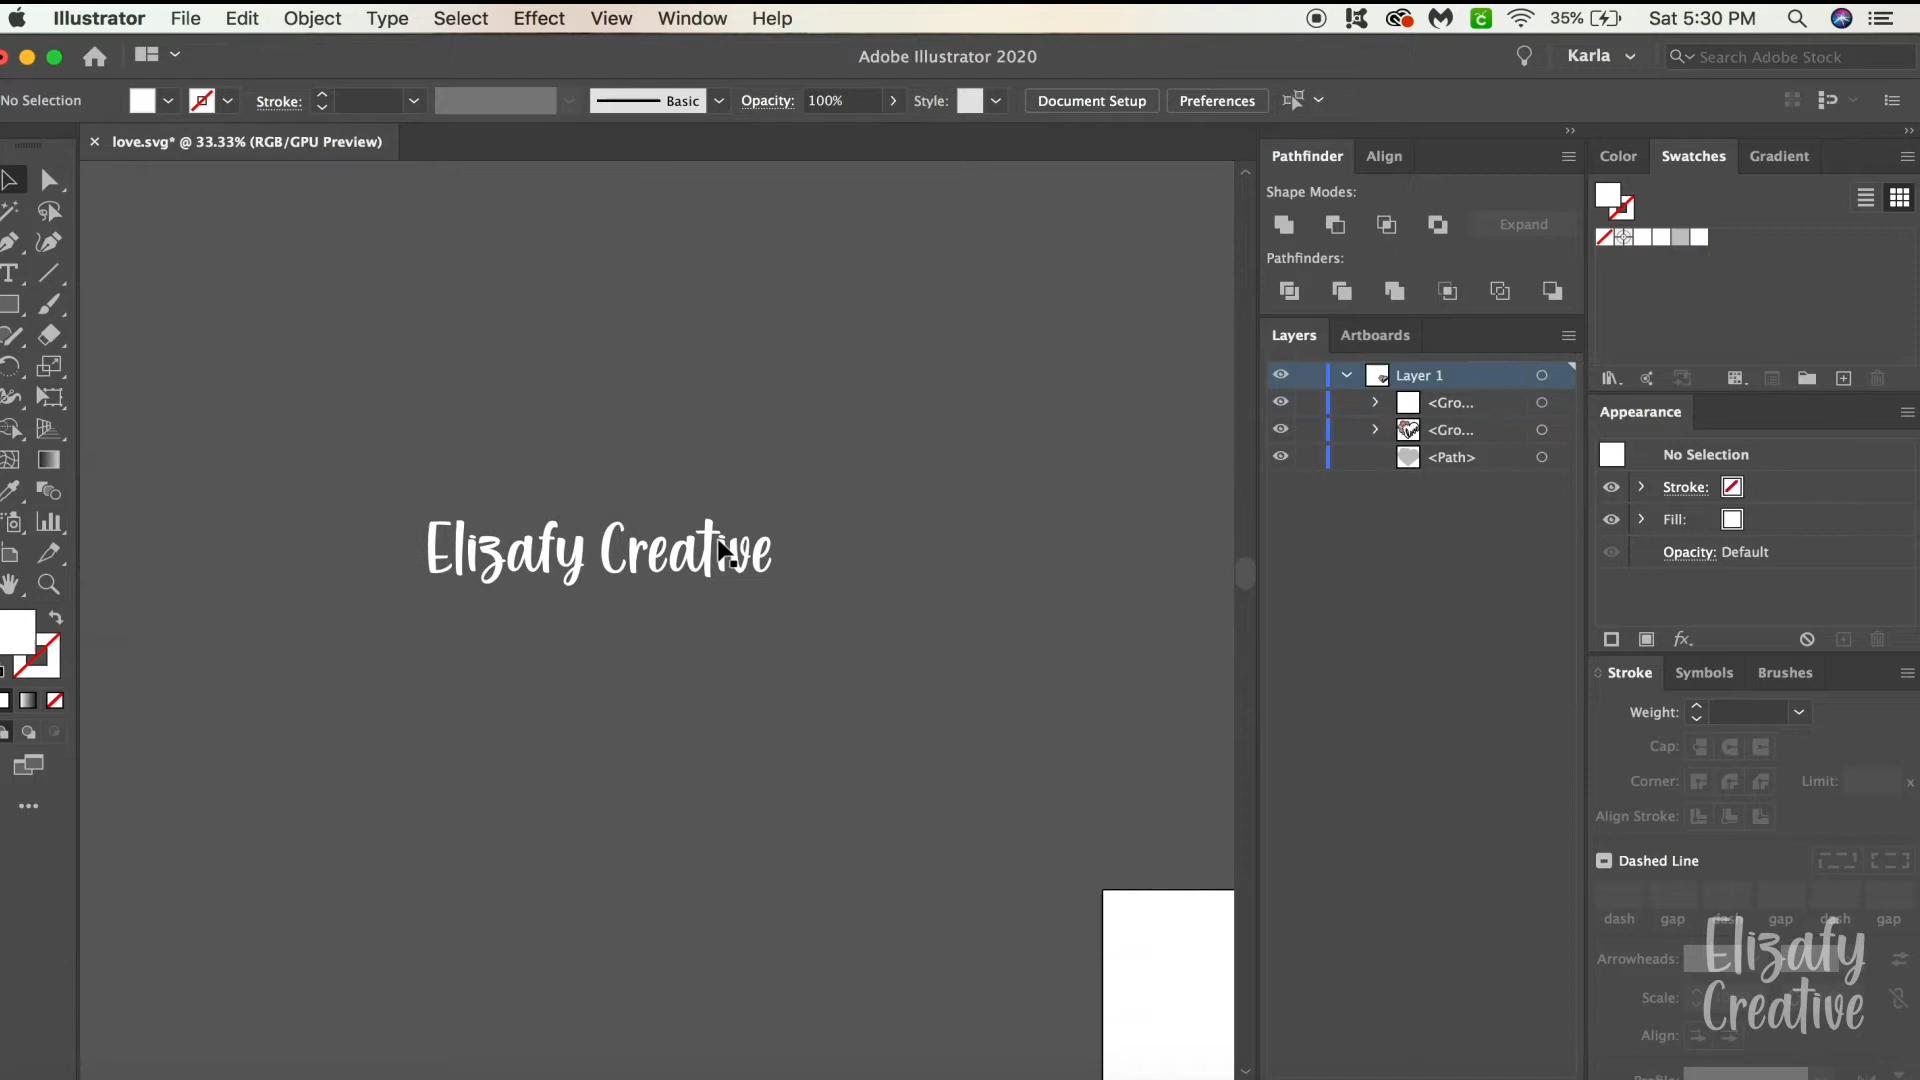 Illustrator File Edit Object Type Select Effect View Window Help 35% Sat 5:30 PM
Adobe Illustrator 2020 Karla Search Adobe Stock
No Selection Stroke: Basic Opacity: 100% Style: Document Setup Preferences
love.svg* @ 33.33% (RGB/GPU Preview)
Pathfinder Align
Shape Modes:
Expand
Pathfinders:
Layers Artboards
Layer 1
<Gro...
<Gro...
<Path>
Color Swatches Gradient
Appearance
No Selection
Stroke:
Fill:
Opacity: Default
Stroke Symbols Brushes
Weight:
Cap:
Corner: Limit: x
Align Stroke:
Dashed Line
dash gap dash gap dash gap
Arrowheads:
Scale:
Align:
Elizafy Creative
Elizafy
Creative